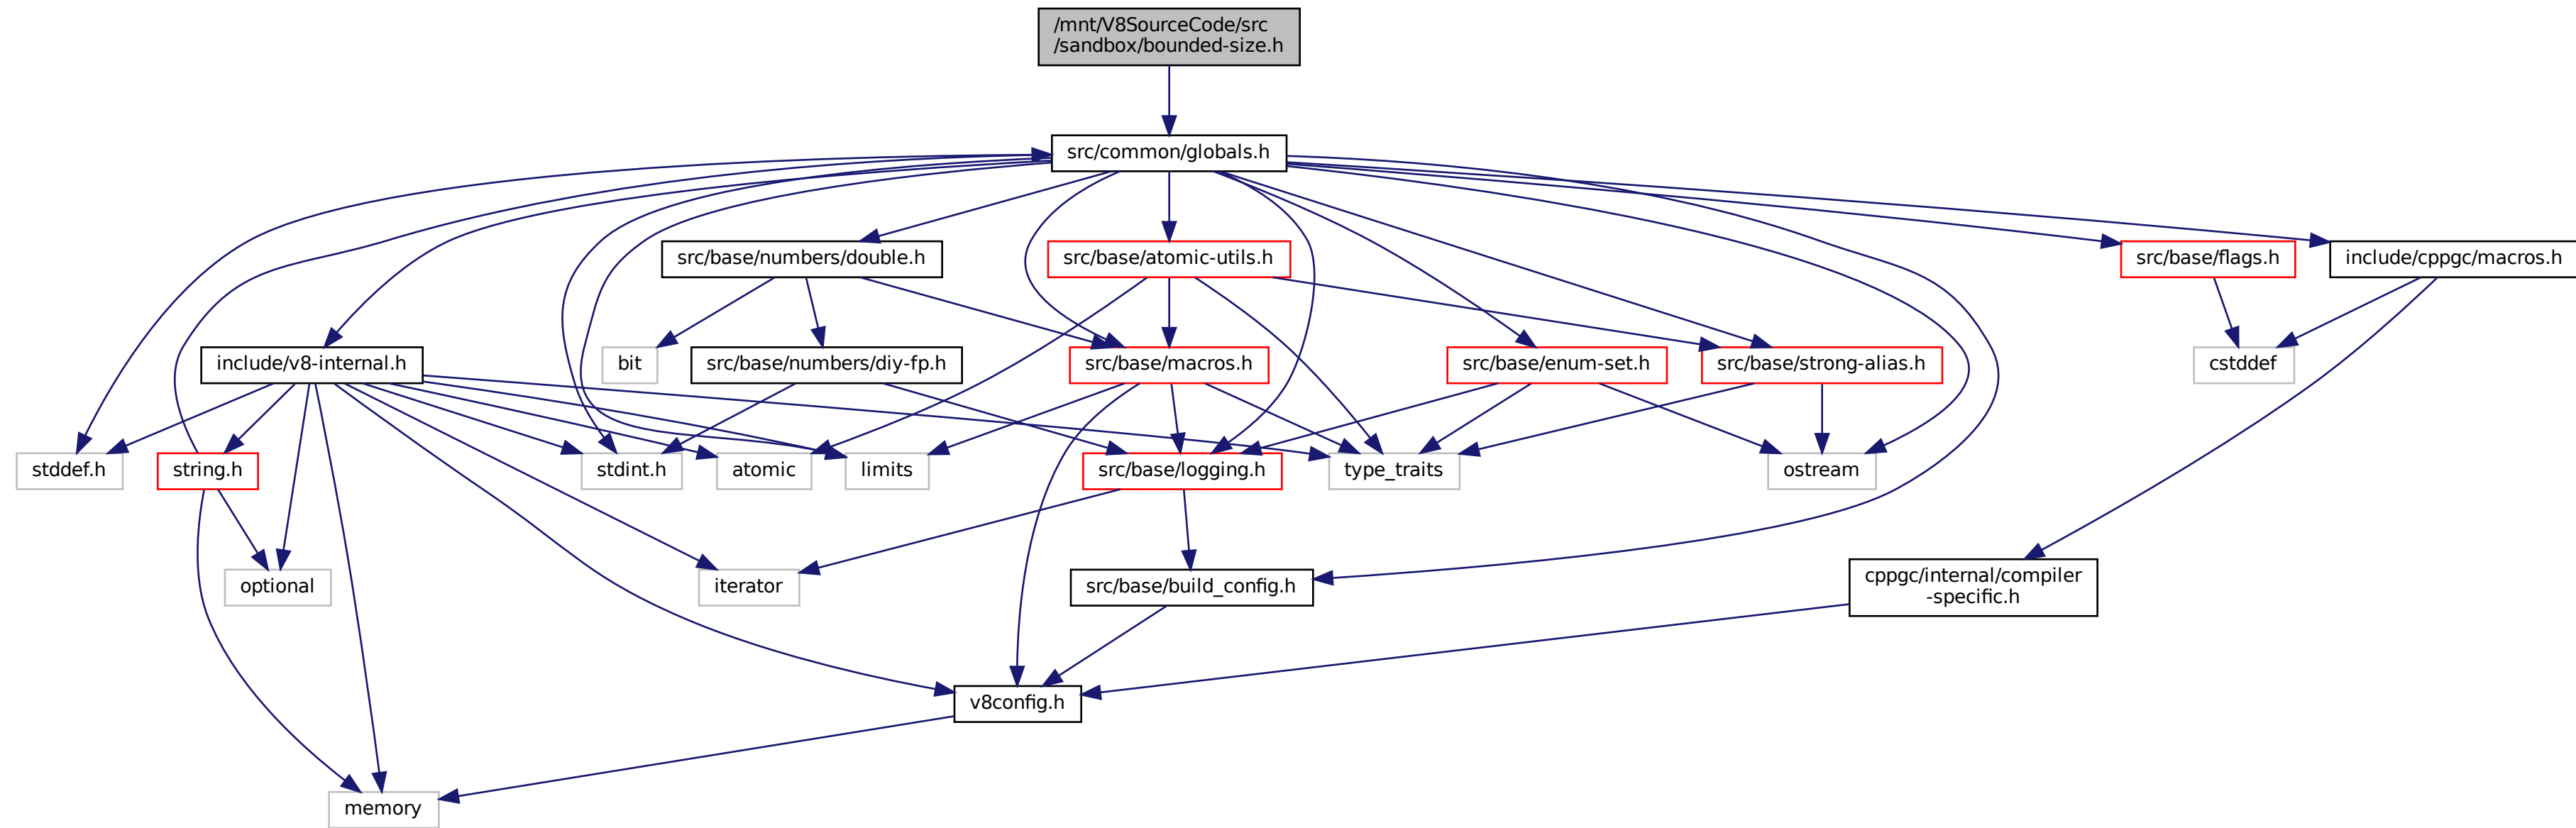 /mnt/V8SourceCode/src
/sandbox/bounded-size.h
src/common/globals.h
src/base/numbers/double.h
src/base/atomic-utils.h
src/base/flags.h
include/cppgc/macros.h
include/v8-internal.h
bit
src/base/numbers/diy-fp.h
src/base/macros.h
src/base/enum-set.h
src/base/strong-alias.h
cstddef
stddef.h
string.h
stdint.h
atomic
limits
src/base/logging.h
type_traits
ostream
optional
iterator
src/base/build_config.h
cppgc/internal/compiler
-specific.h
v8config.h
memory